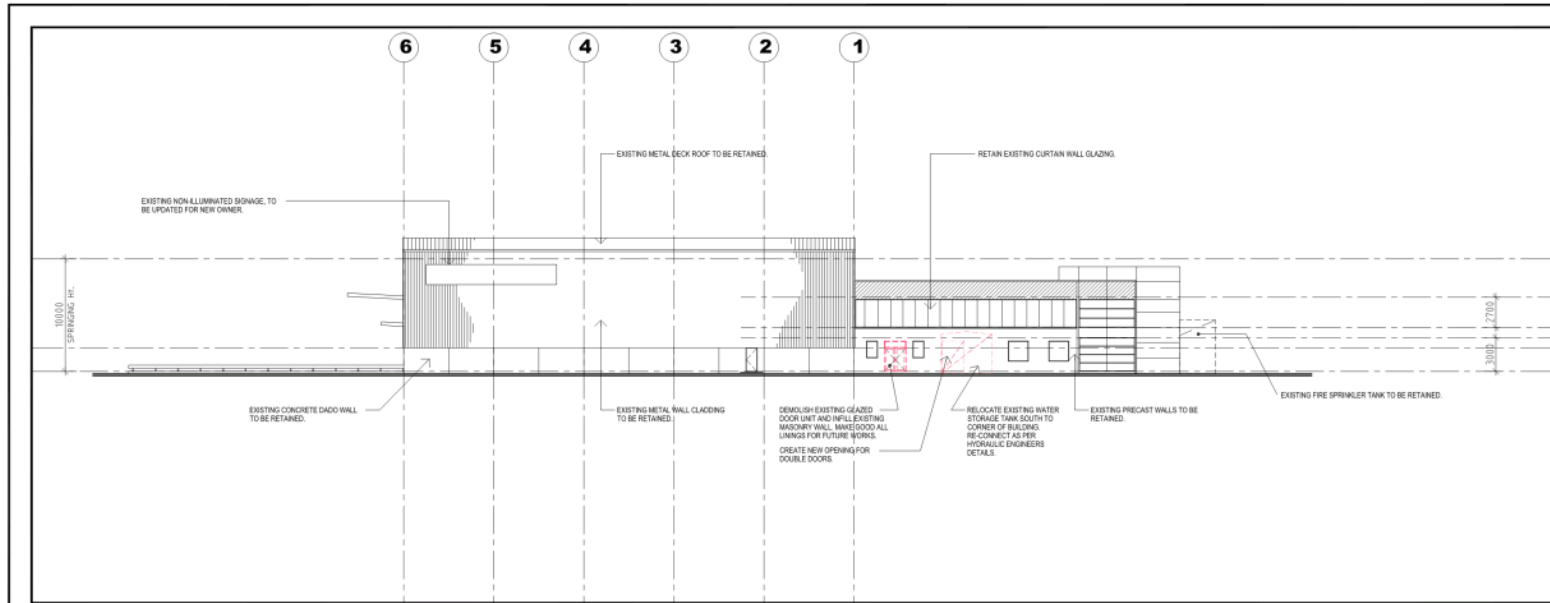 6
5
4
3
2
1
EXISTING METAL DECK ROOF TO BE RETAINED.
RETAIN EXISTING CURTAIN WALL GLAZING.
EXISTING NON-ILLUMINATED SIGNAGE, TO
BE UPDATED FOR NEW OWNER.
10000
SPRINGING HT.
2700
3000
EXISTING CONCRETE DADO WALL
TO BE RETAINED.
EXISTING METAL WALL CLADDING
TO BE RETAINED.
DEMOLISH EXISTING GLAZED
DOOR UNIT AND INFILL EXISTING
MASONRY WALL. MAKE GOOD ALL
LININGS FOR FUTURE WORKS.
CREATE NEW OPENING FOR
DOUBLE DOORS.
RELOCATE EXISTING WATER
STORAGE TANK SOUTH TO
CORNER OF BUILDING.
RE-CONNECT AS PER
HYDRAULIC ENGINEERS
DETAILS.
EXISTING PRECAST WALLS TO BE
RETAINED.
EXISTING FIRE SPRINKLER TANK TO BE RETAINED.